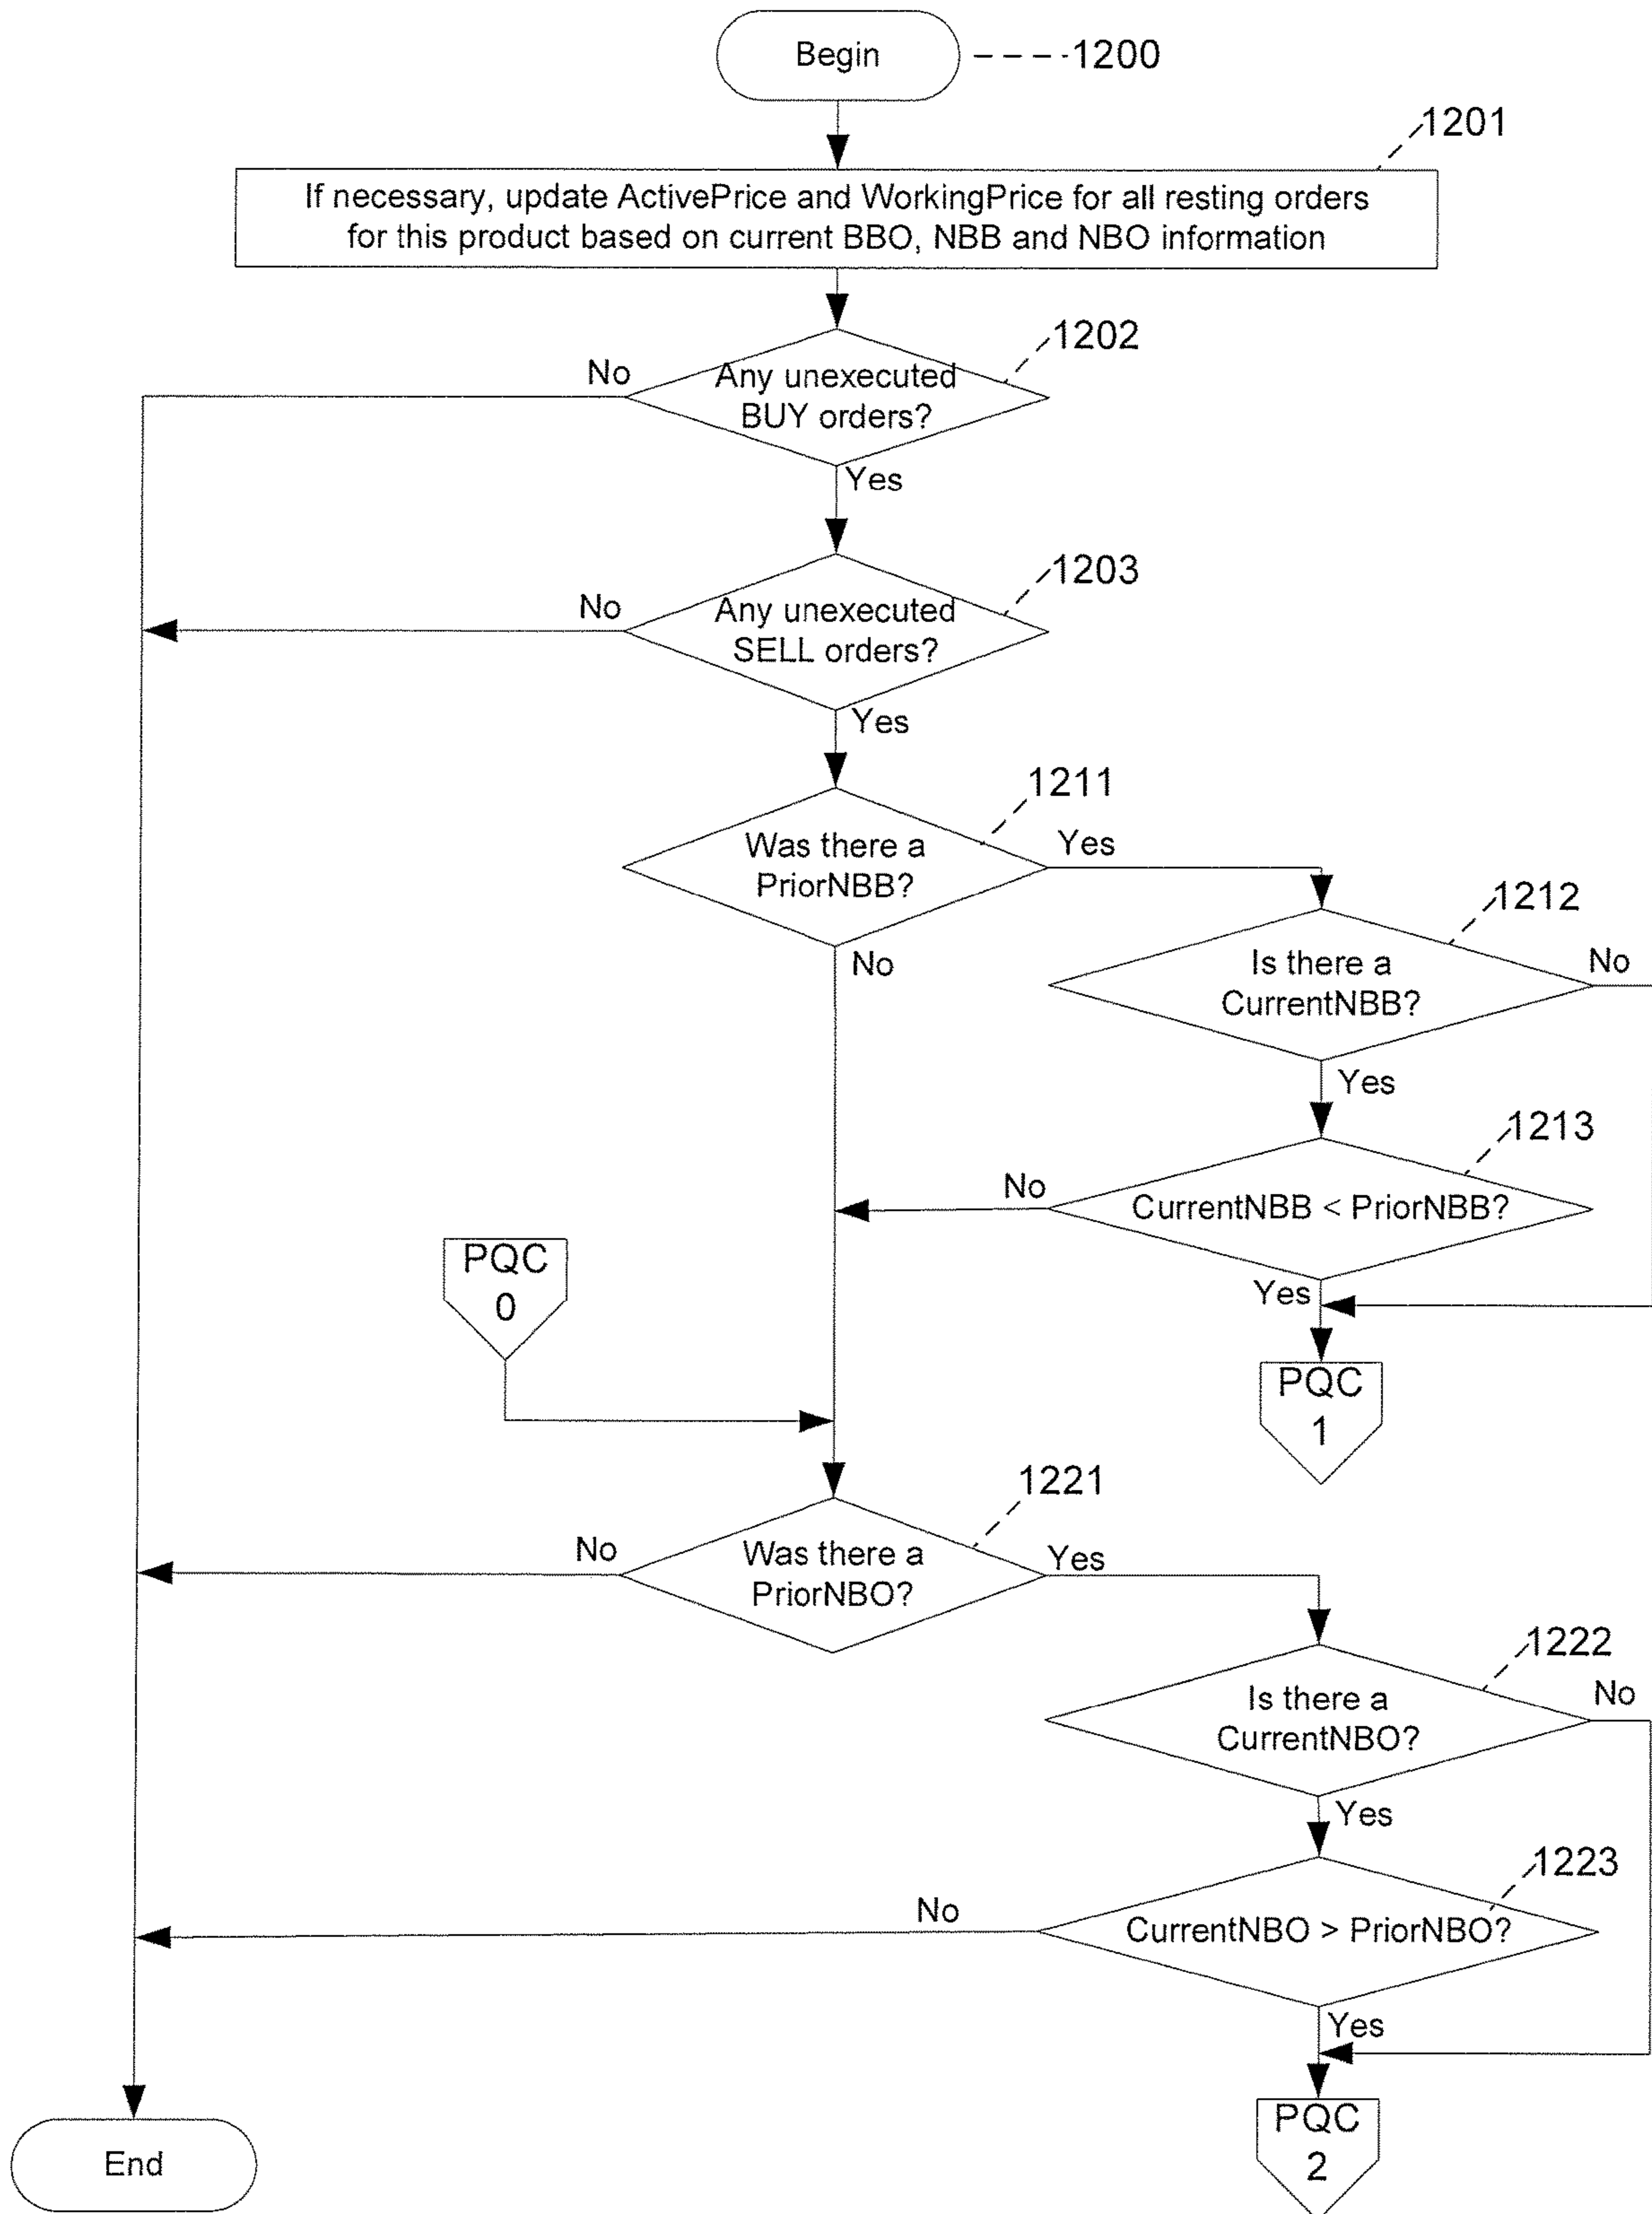 Begin
1200
1201
If necessary, update ActivePrice and WorkingPrice for all resting orders
for this product based on current BBO, NBB and NBO information
1202
No
Any unexecuted
BUY orders?
Yes
1203
No
Any unexecuted
SELL orders?
Yes
1211
Was there a
PriorNBB?
Yes
No
1212
Is there a
CurrentNBB?
No
Yes
1213
No
CurrentNBB < PriorNBB?
Yes
PQC
0
PQC
1
1221
No
Was there a
PriorNBO?
Yes
1222
Is there a
CurrentNBO?
No
Yes
1223
No
CurrentNBO > PriorNBO?
Yes
PQC
2
End